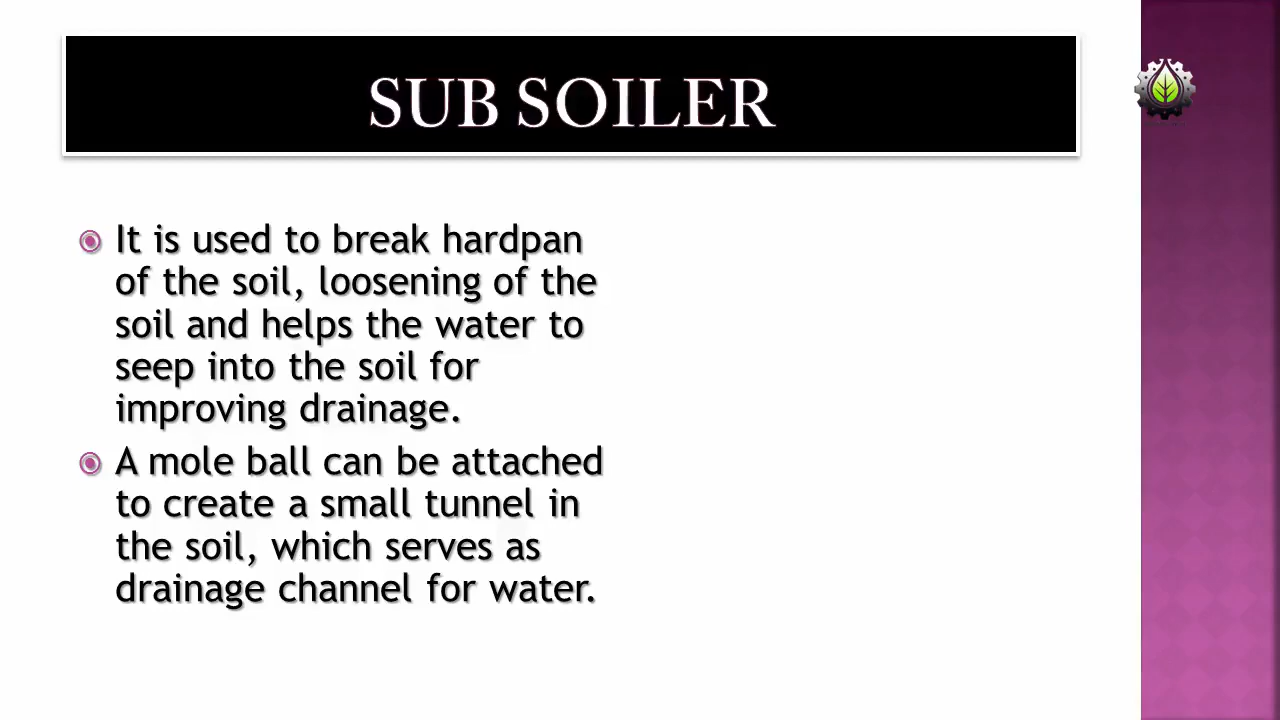 SUB SOILER
It is used to break hardpan
of the soil, loosening of the
soil and helps the water to
seep into the soil for
improving drainage.
A mole ball can be attached
to create a small tunnel in
the soil, which serves as
drainage channel for water.